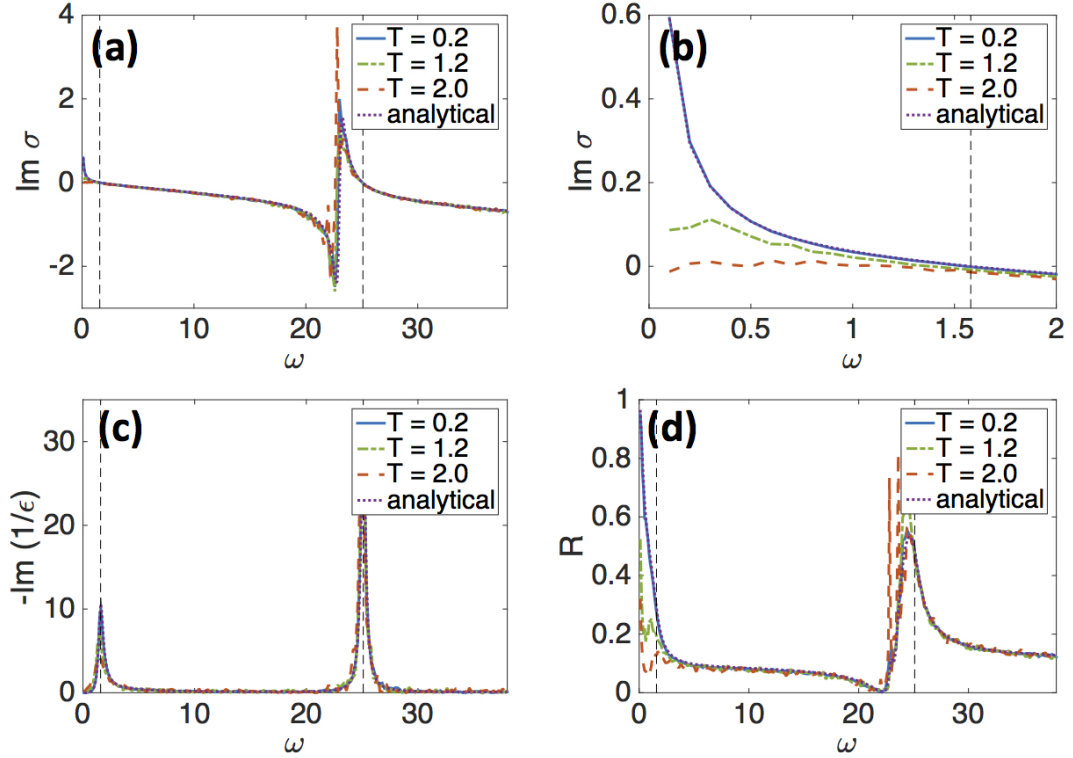 (a)
4
2
0
-2
Im σ
0
10
20
30
ω
T = 0.2
T = 1.2
T = 2.0
analytical
(b)
0.6
0.4
0.2
0
Im σ
0
0.5
1
1.5
2
ω
T = 0.2
T = 1.2
T = 2.0
analytical
(c)
30
20
10
0
-Im (1/ϵ)
0
10
20
30
ω
T = 0.2
T = 1.2
T = 2.0
analytical
(d)
1
0.8
0.6
0.4
0.2
0
R
0
10
20
30
ω
T = 0.2
T = 1.2
T = 2.0
analytical